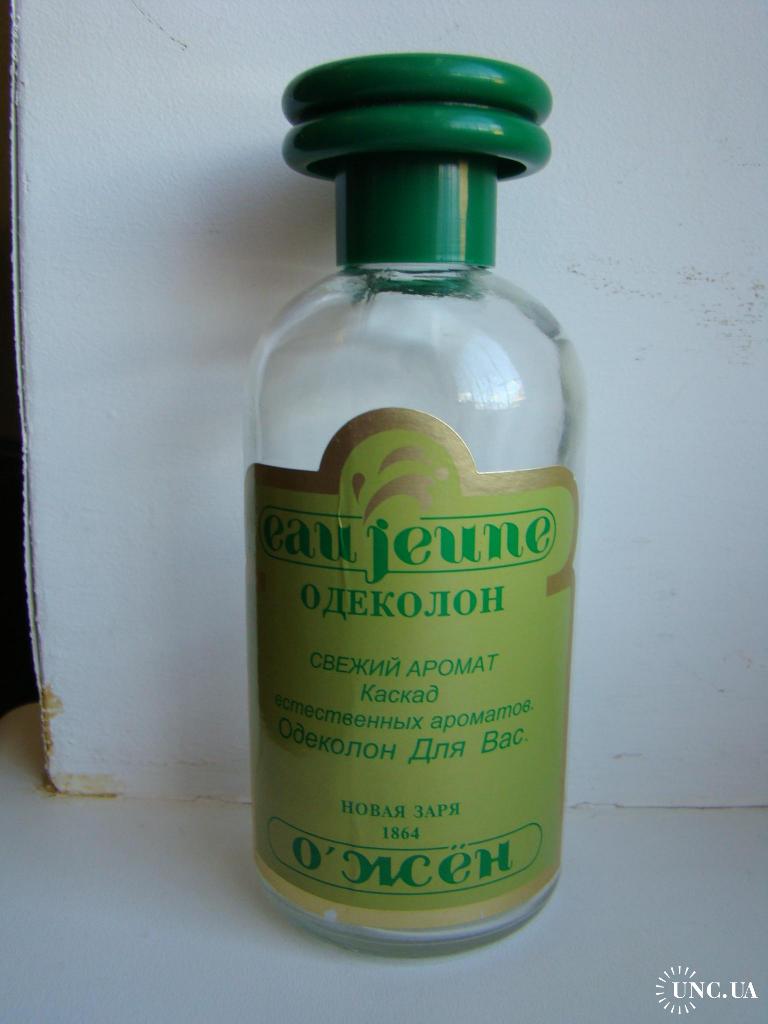 eau jeune
ОДЕКОЛОН
СВЕЖИЙ АРОМАТ
Каскад
естественных ароматов.
Одеколон Для Вас.
НОВАЯ ЗАРЯ
1864
О'жён
UNC.UA